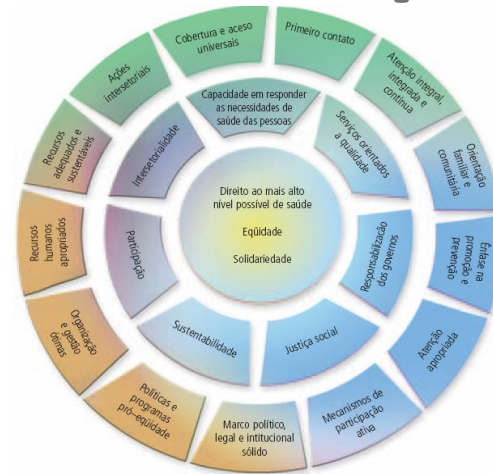 Cobertura e aceso
universais
Primeiro contato
Atenção integral,
integrada e
contínua
Orientação
familiar e
comunitária
Ênfase na
promoção e
prevenção
Atenção
apropriada
Mecanismos de
participação
ativa
Marco político,
legal e intitucional
sólido
Políticas e
programas
pró–eqüidade
Organização
e gestão
ótimas
Recursos
humanos
apropriados
Recursos
adequados e
sustentáveis
Ações
intersetoriais
Capacidade em responder
as necessidades de
saúde das pessoas
Serviços orientados
a qualidade
Responsabilização
dos governos
Justiça social
Sustentabilidade
Participação
Intersetorialidade
Direito ao mais alto
nível possível de saúde
Eqüidade
Solidariedade